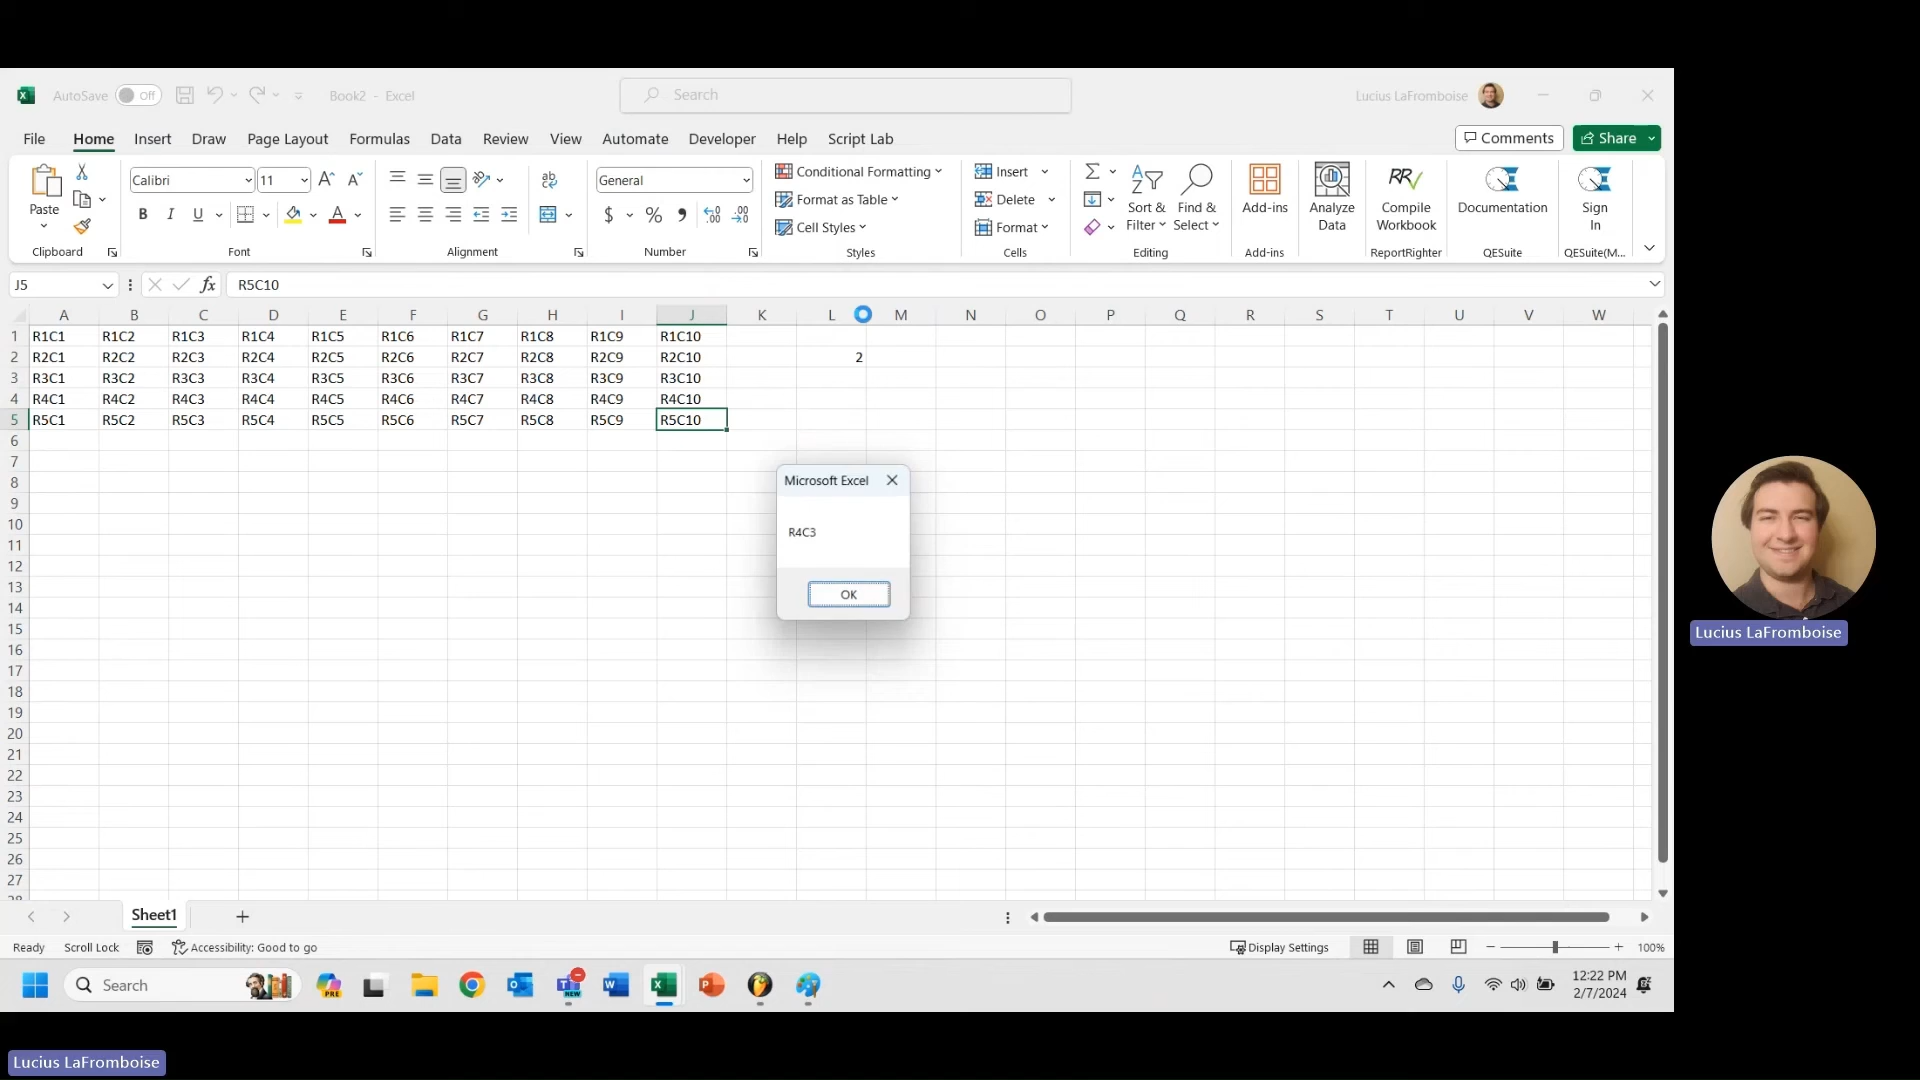 AutoSave Off Book2 - Excel Search Lucius LaFromboise
File Home Insert Draw Page Layout Formulas Data Review View Automate Developer Help Script Lab Comments Share
Paste Calibri 11 General Conditional Formatting Insert Sort & Find & Add-ins Analyze Compile Documentation Sign
Format as Table Delete Filter Select Data Workbook In
B I U A $ % Cell Styles Format
Clipboard Font Alignment Number Styles Cells Editing Add-ins ReportRighter QESuite QESuite(M...
J5 fx R5C10
A B C D E F G H I J K L M N O P Q R S T U V W
1 R1C1 R1C2 R1C3 R1C4 R1C5 R1C6 R1C7 R1C8 R1C9 R1C10
2 R2C1 R2C2 R2C3 R2C4 R2C5 R2C6 R2C7 R2C8 R2C9 R2C10 2
3 R3C1 R3C2 R3C3 R3C4 R3C5 R3C6 R3C7 R3C8 R3C9 R3C10
4 R4C1 R4C2 R4C3 R4C4 R4C5 R4C6 R4C7 R4C8 R4C9 R4C10
5 R5C1 R5C2 R5C3 R5C4 R5C5 R5C6 R5C7 R5C8 R5C9 R5C10
6
7
8
9
10
11
12
13
14
15
16
17
18
19
20
21
22
23
24
25
26
27
28
Microsoft Excel
R4C3
OK
Sheet1
Ready Scroll Lock Accessibility: Good to go Display Settings 100%
Search PRE NEW 12:22 PM
2/7/2024
Lucius LaFromboise
Lucius LaFromboise